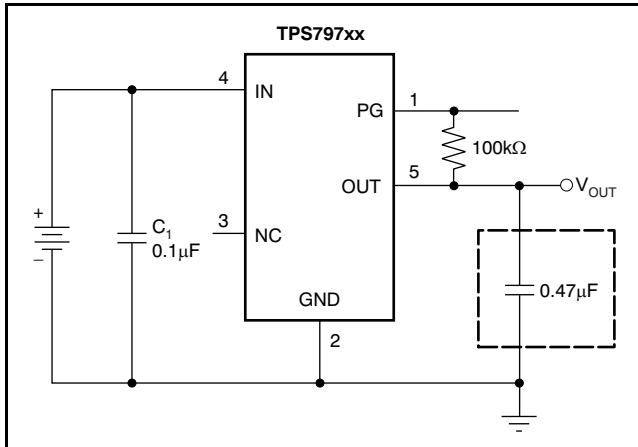 TPS797xx
4
IN
PG
1
100kΩ
5
OUT
V_OUT
+
–
C₁
0.1µF
3
NC
0.47µF
GND
2